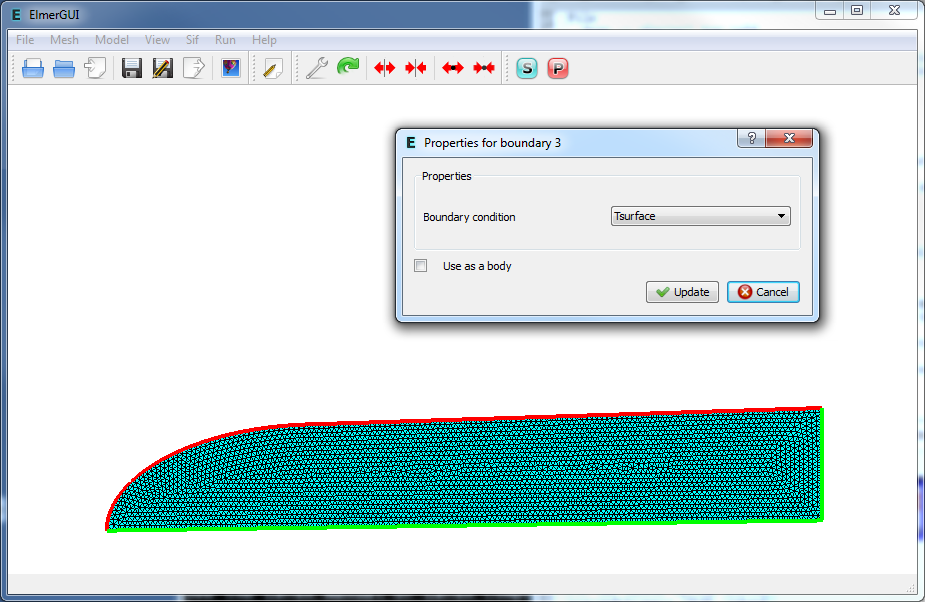 E ElmerGUI
File Mesh Model View Sif Run Help
S P
E Properties for boundary 3 ?
Properties
Boundary condition Tsurface
Use as a body
Update Cancel